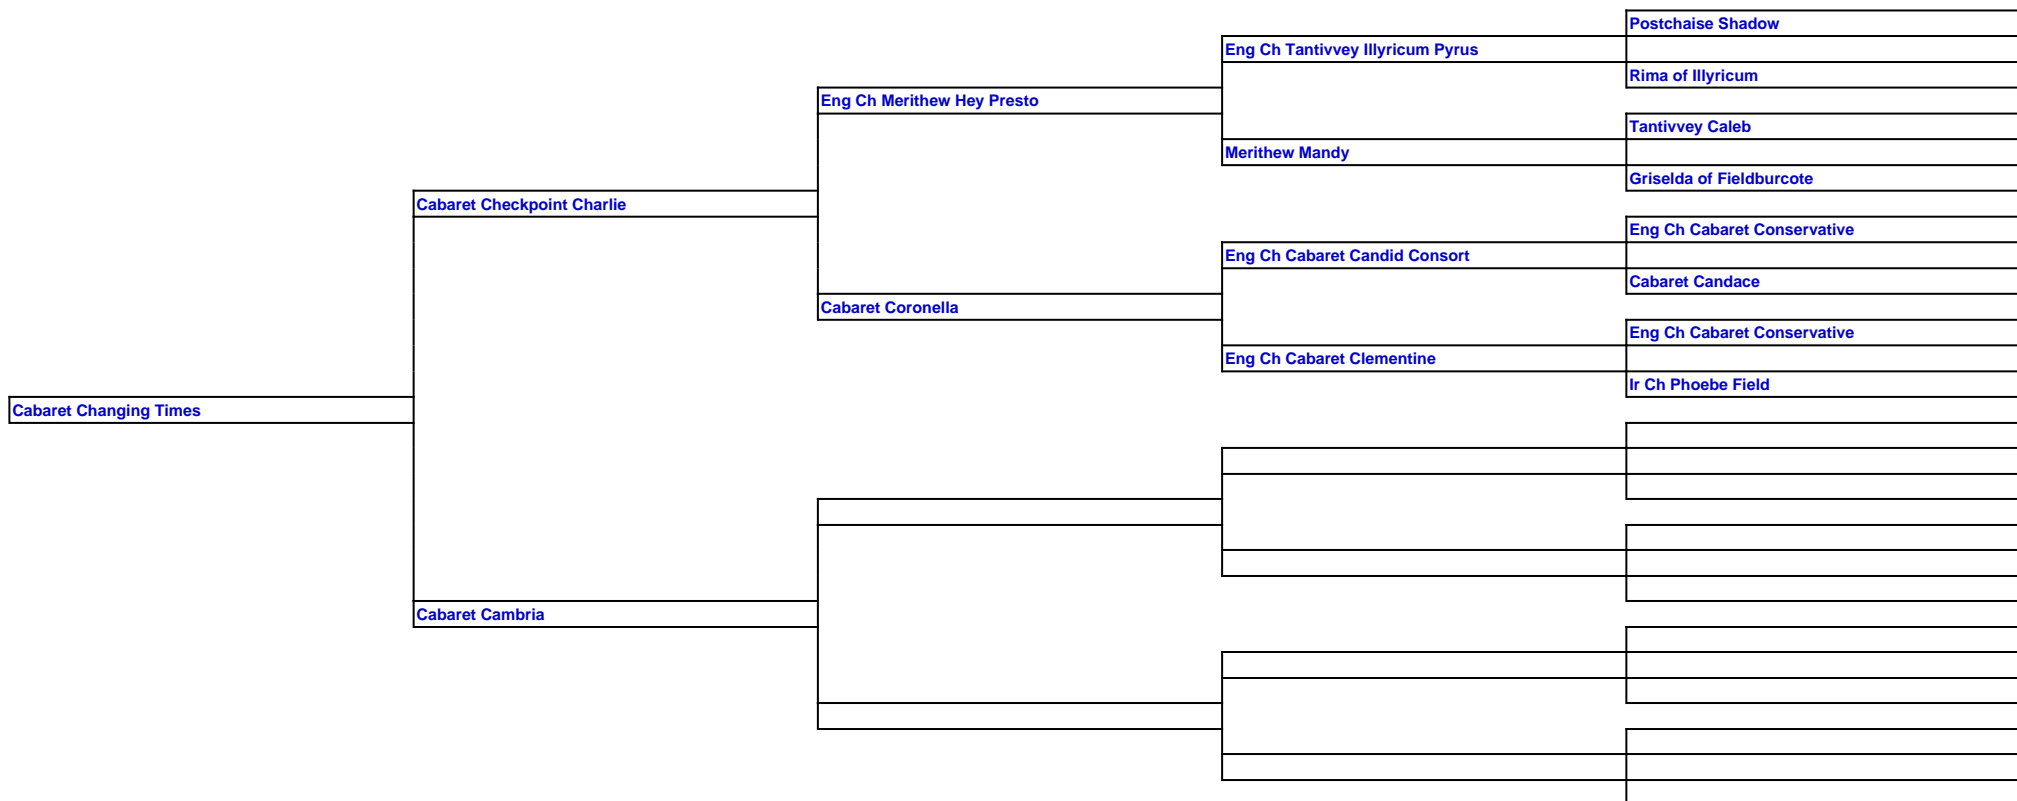 Postchaise Shadow
Eng Ch Tantivvey Illyricum Pyrus
Rima of Illyricum
Eng Ch Merithew Hey Presto
Tantivvey Caleb
Merithew Mandy
Griselda of Fieldburcote
Cabaret Checkpoint Charlie
Eng Ch Cabaret Conservative
Eng Ch Cabaret Candid Consort
Cabaret Candace
Cabaret Coronella
Eng Ch Cabaret Conservative
Eng Ch Cabaret Clementine
Ir Ch Phoebe Field
Cabaret Changing Times
Cabaret Cambria